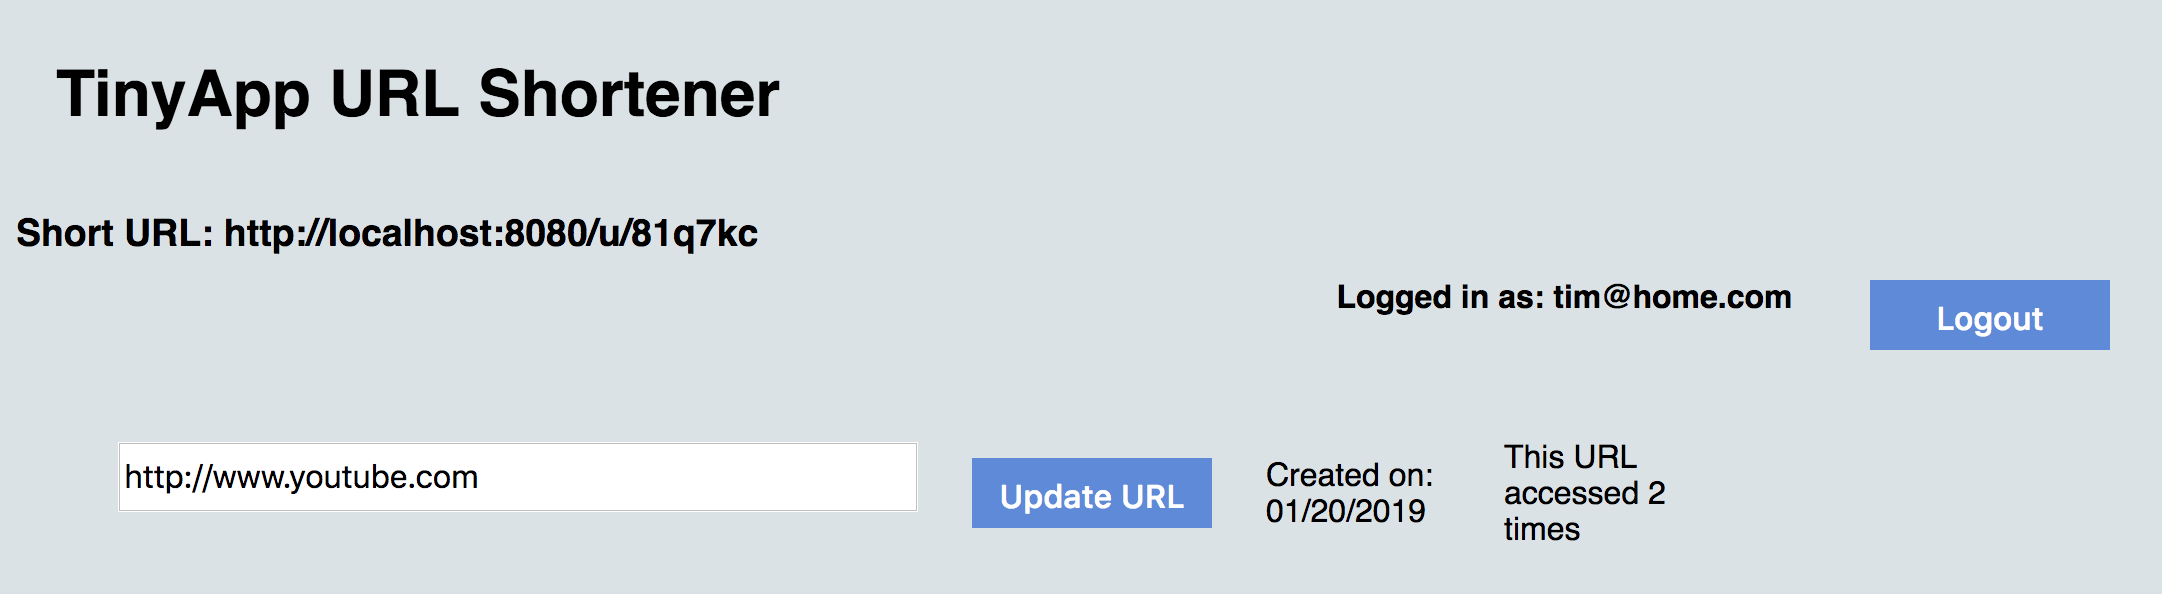 TinyApp URL Shortener
Short URL: http://localhost:8080/u/81q7kc
Logged in as: tim@home.com
Logout
http://www.youtube.com
Update URL
Created on:
01/20/2019
This URL
accessed 2
times